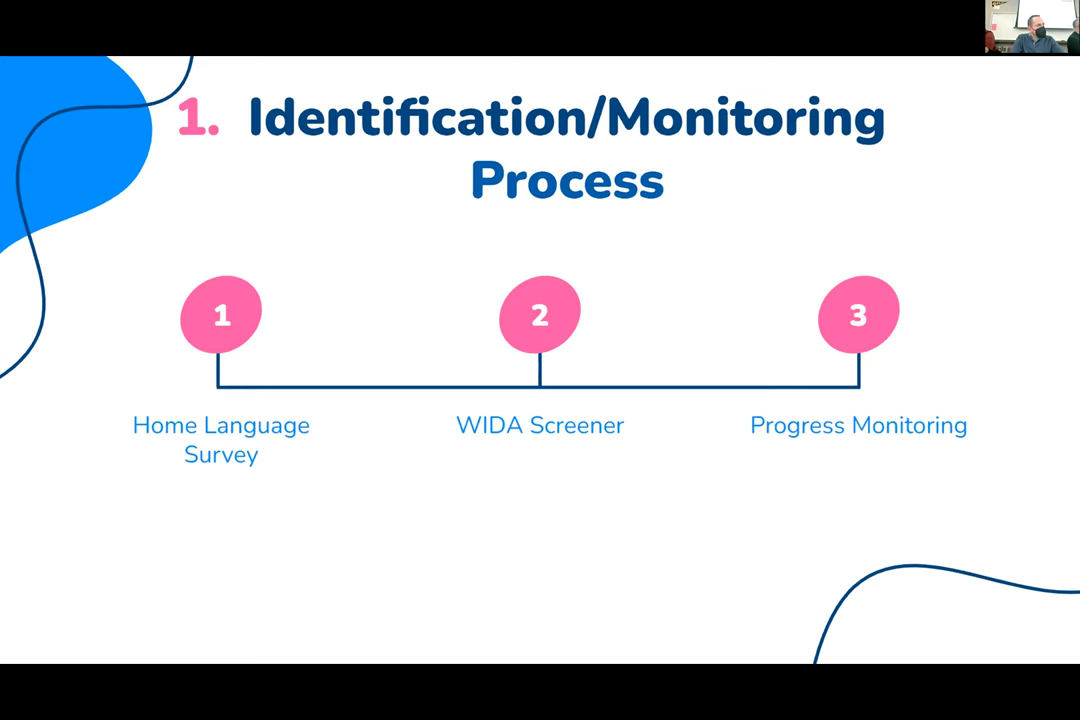 1. Identification/Monitoring
Process
1
2
3
Home Language
Survey
WIDA Screener
Progress Monitoring